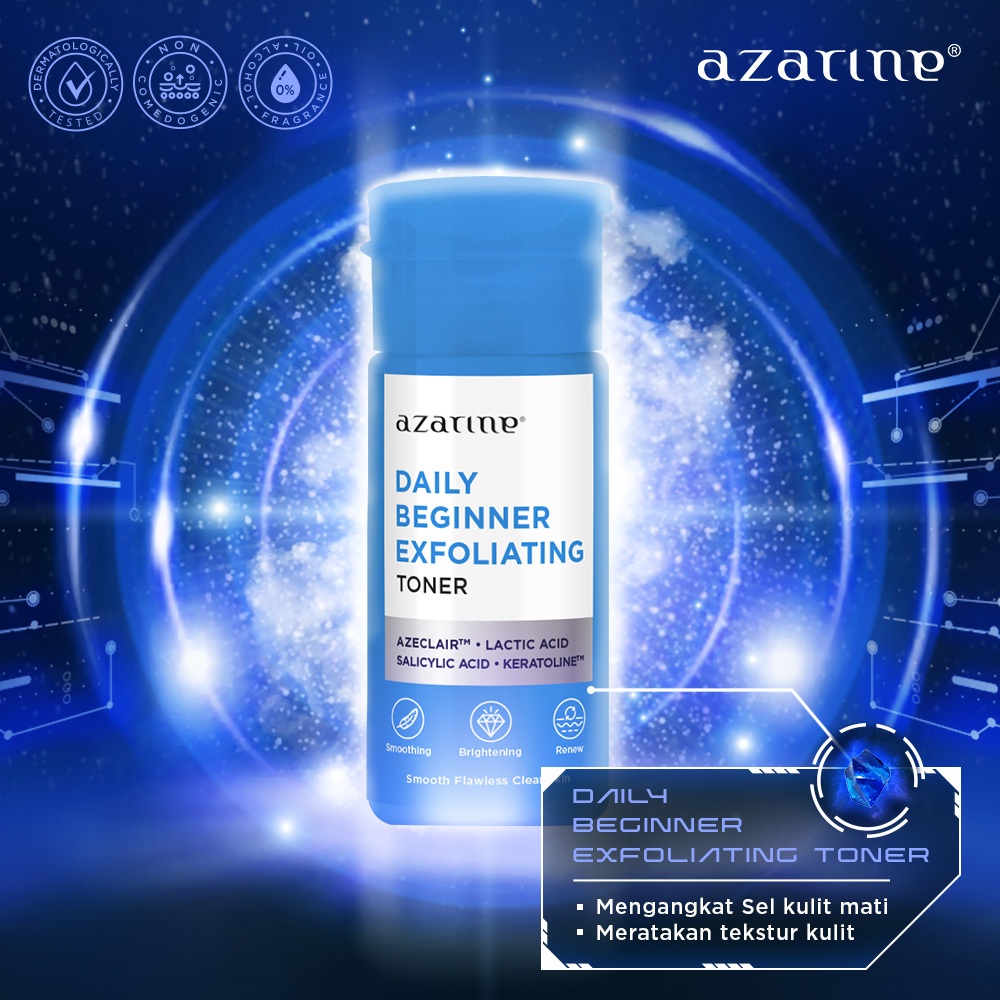 DERMATOLOGICALLY TESTED
NON COMEDOGENIC
ALCOHOL • OIL • FRAGRANCE
0%
azarine®
azarine®
DAILY
BEGINNER
EXFOLIATING
TONER
AZECLAIR™ • LACTIC ACID
SALICYLIC ACID • KERATOLINE™
Smoothing
Brightening
Renew
Smooth Flawless Clear
DAILY
BEGINNER
EXFOLIATING TONER
▪ Mengangkat Sel kulit mati
▪ Meratakan tekstur kulit